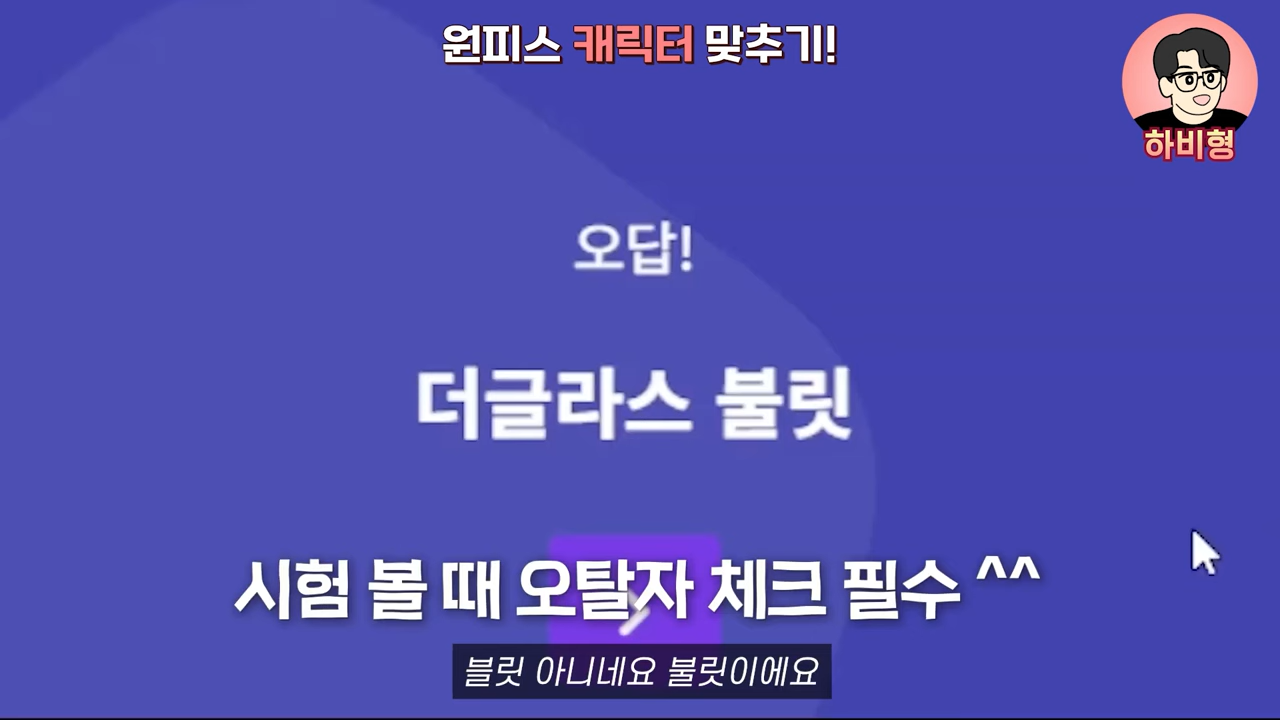 원피스 캐릭터 맞추기!
하비형
오답!
더글라스 불릿
시험 볼 때 오탈자 체크 필수 ^^
블릿 아니네요 불릿이에요